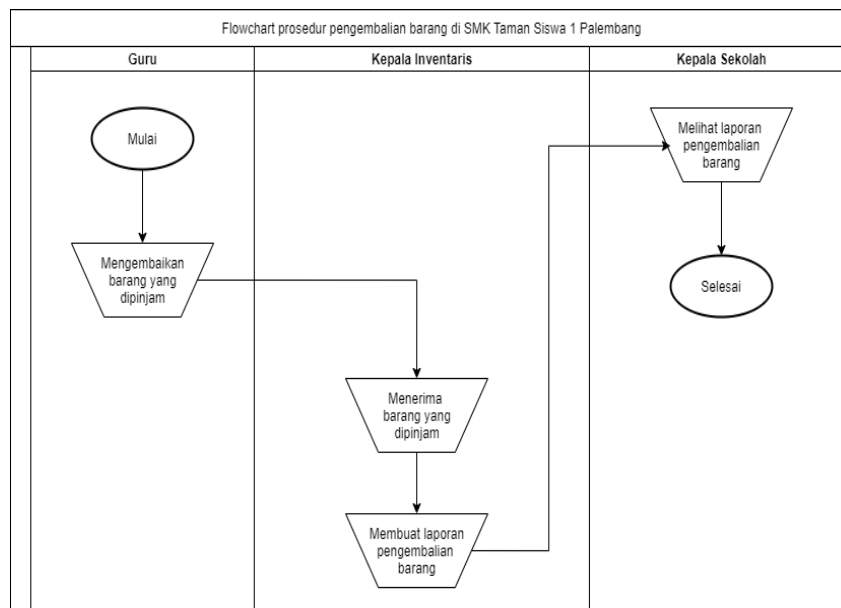 Flowchart prosedur pengembalian barang di SMK Taman Siswa 1 Palembang
Guru
Kepala Inventaris
Kepala Sekolah
Mulai
Mengembaikan
barang yang
dipinjam
Menerima
barang yang
dipinjam
Membuat laporan
pengembalian
barang
Melihat laporan
pengembalian
barang
Selesai